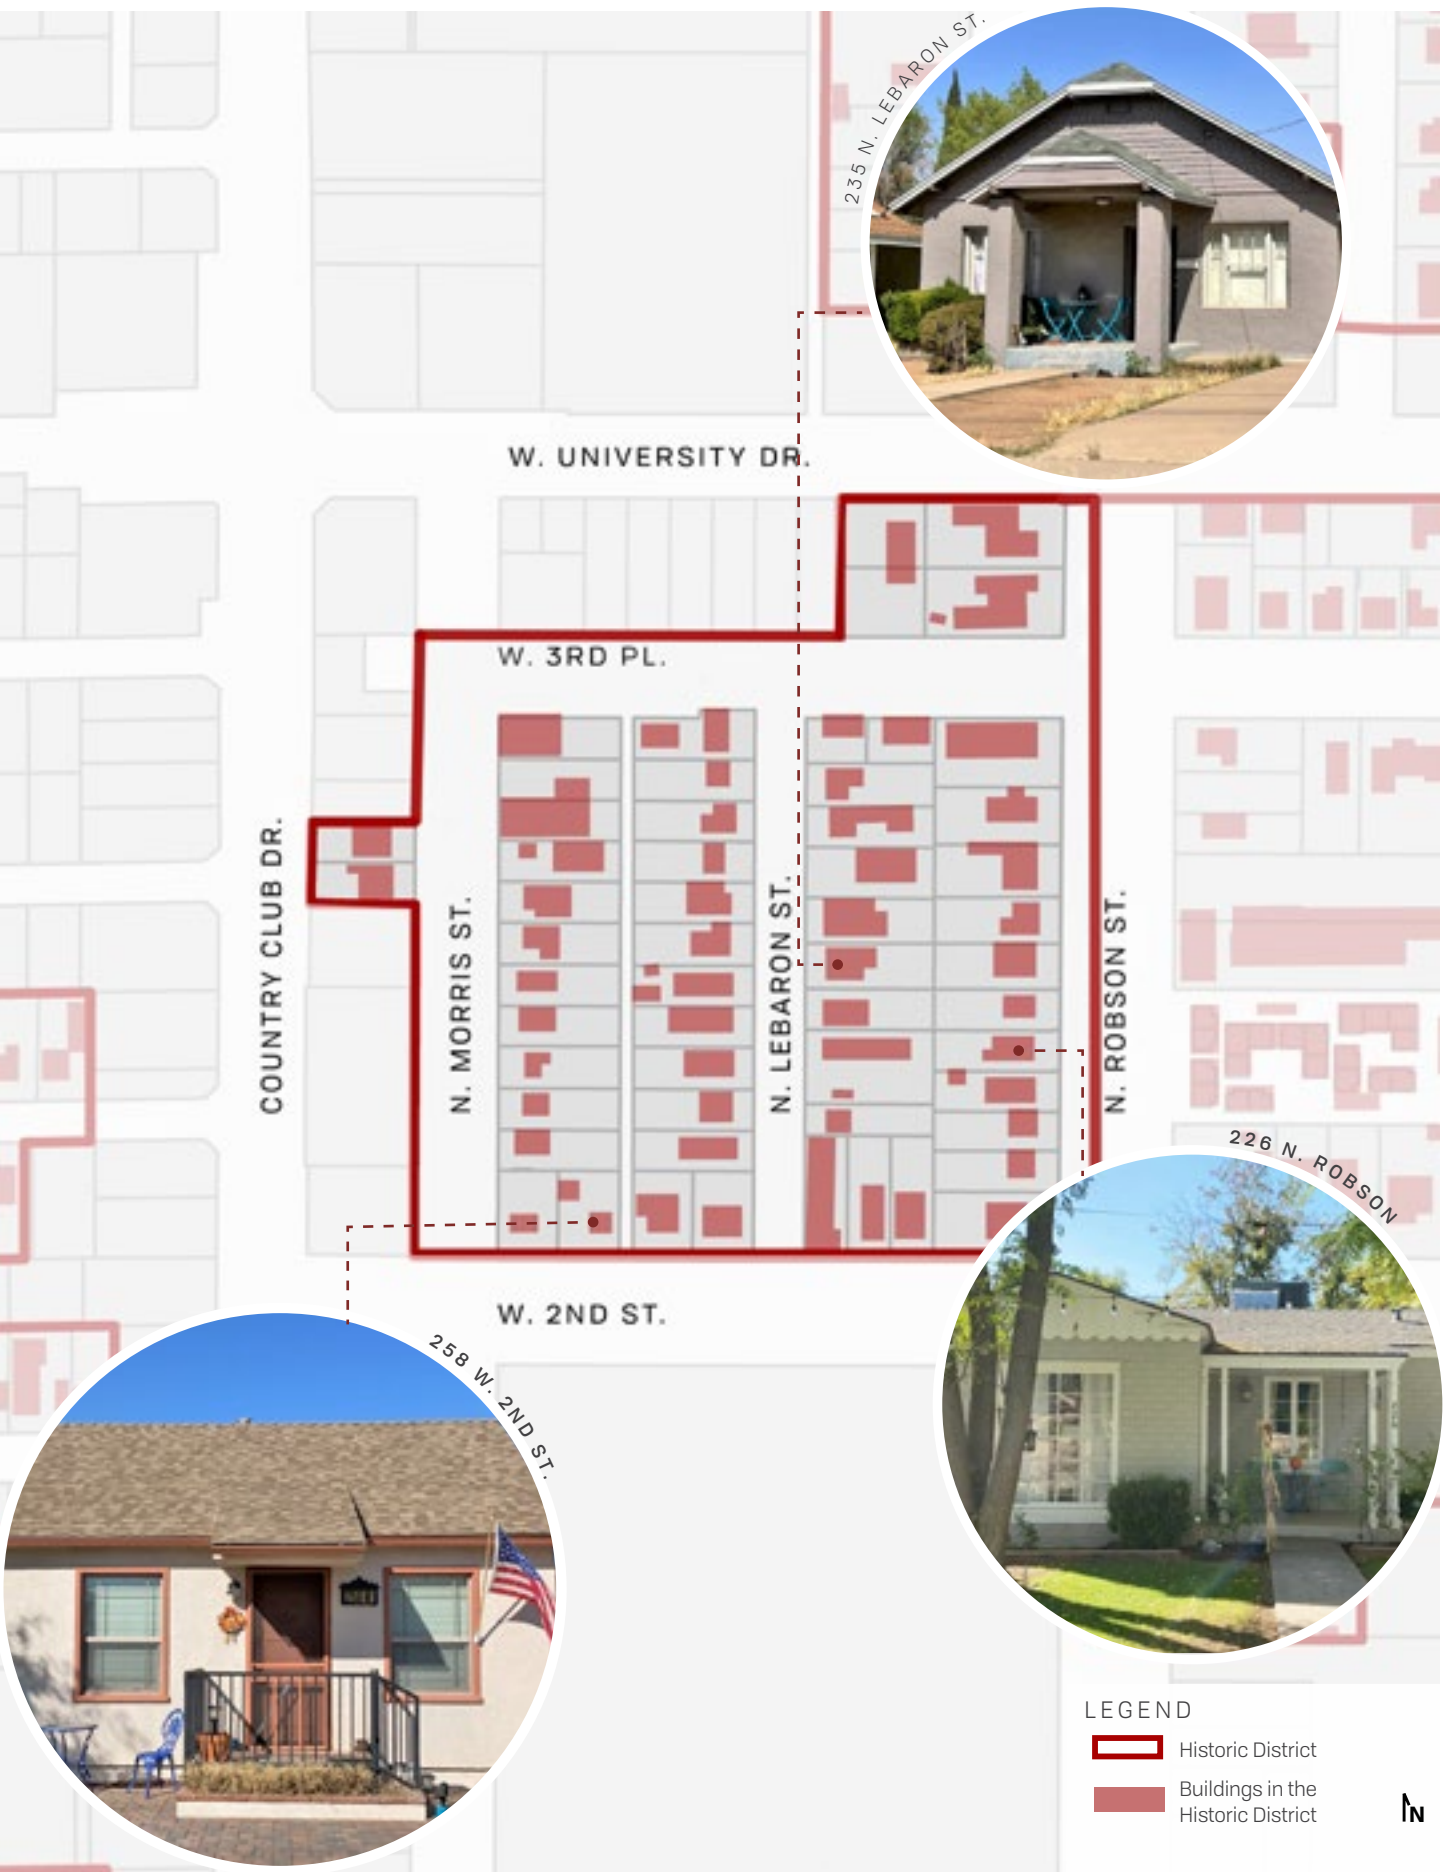 235 N. LEBARON ST.
W. UNIVERSITY DR.
W. 3RD PL.
COUNTRY CLUB DR.
N. MORRIS ST.
N. LEBARON ST.
N. ROBSON ST.
226 N. ROBSON
W. 2ND ST.
258 W. 2ND ST.
LEGEND
Historic District
Buildings in the
Historic District
N